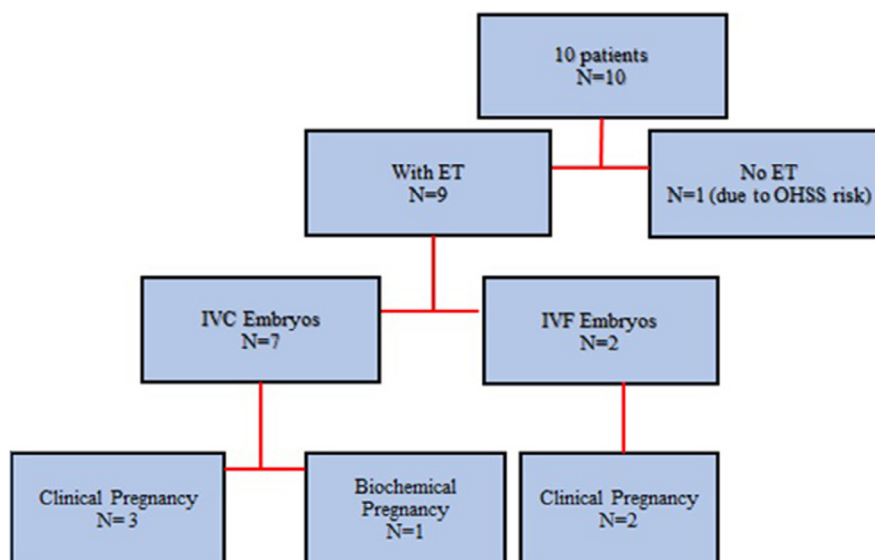 10 patients
N=10
With ET
N=9
No ET
N=1 (due to OHSS risk)
IVC Embryos
N=7
IVF Embryos
N=2
Clinical Pregnancy
N= 3
Biochemical
Pregnancy
N=1
Clinical Pregnancy
N=2